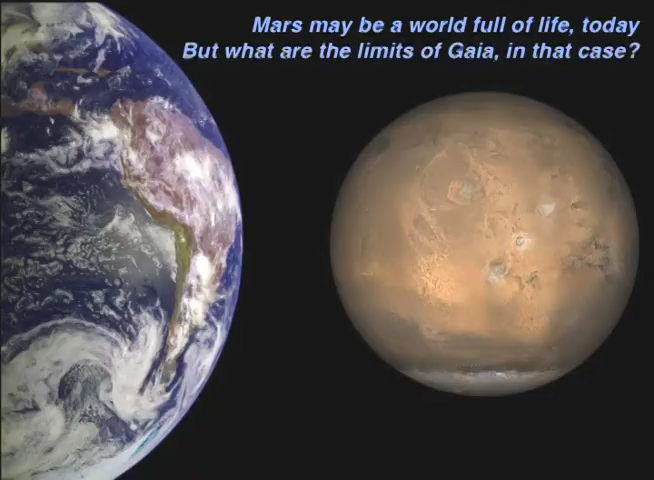 Mars may be a world full of life, today
But what are the limits of Gaia, in that case?